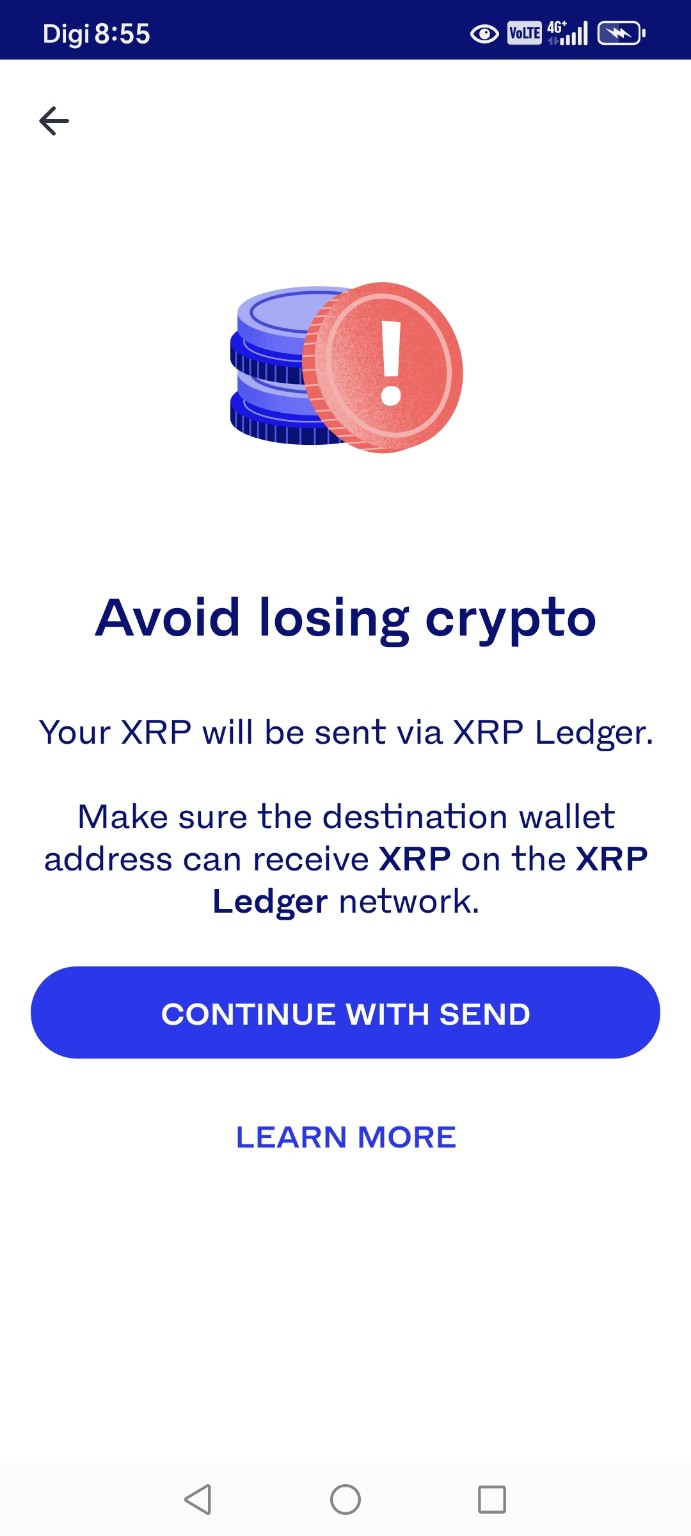 Digi 8:55
VoLTE 4G+
Avoid losing crypto
Your XRP will be sent via XRP Ledger.
Make sure the destination wallet
address can receive XRP on the XRP
Ledger network.
CONTINUE WITH SEND
LEARN MORE